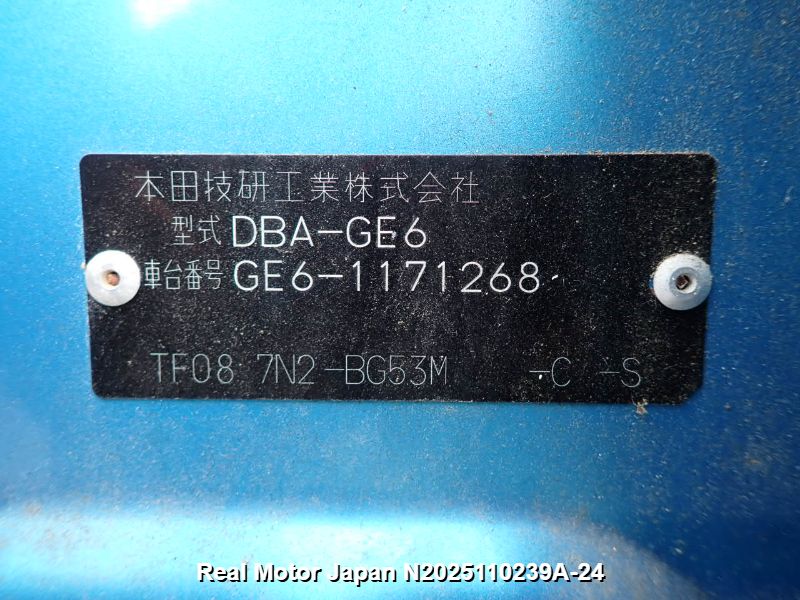 本田技研工業株式会社
型式 DBA-GE6
車台番号 GE6-1171268
TF08 7N2-BG53M -C -S
Real Motor Japan N2025110239A-24